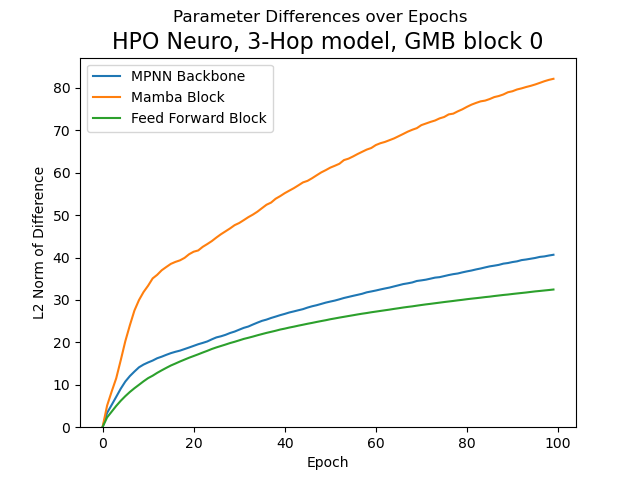 Parameter Differences over Epochs
HPO Neuro, 3-Hop model, GMB block 0
MPNN Backbone
Mamba Block
Feed Forward Block
L2 Norm of Difference
80
70
60
50
40
30
20
10
0
0 20 40 60 80 100
Epoch